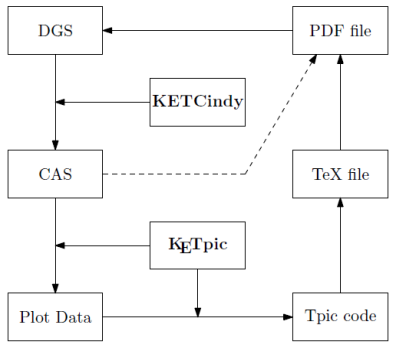 DGS
PDF file
KETCindy
CAS
TeX file
KETpic
Plot Data
Tpic code